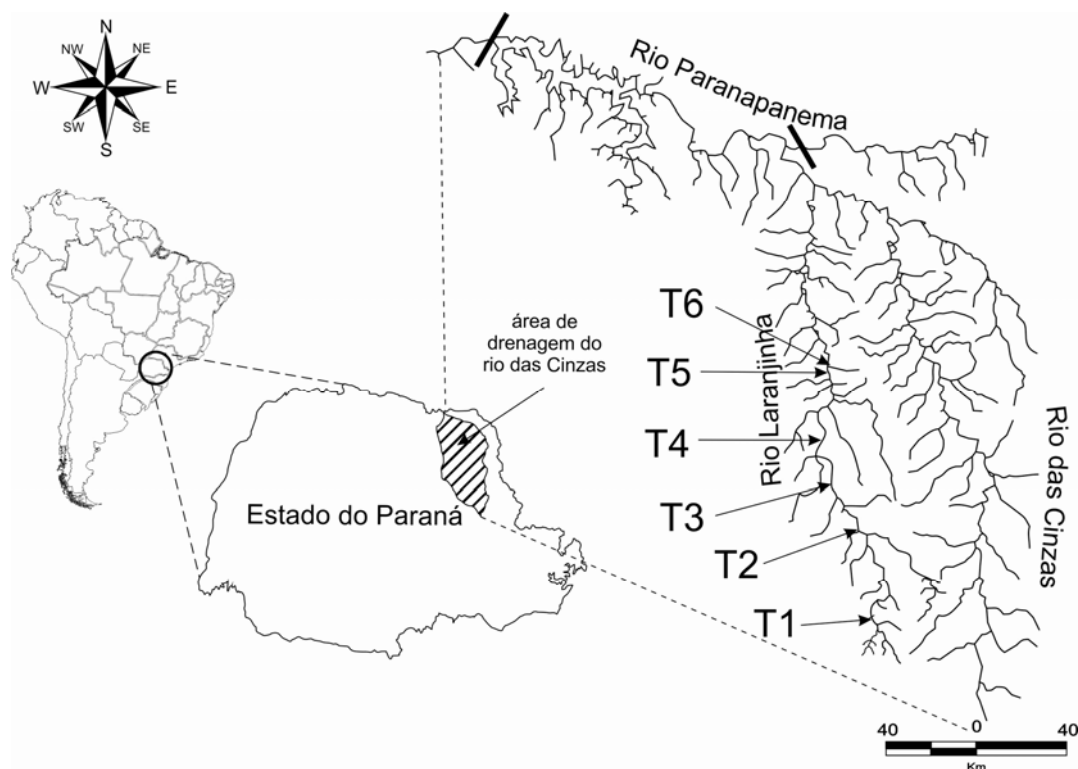 N
NW
NE
W
E
SW
SE
S
Rio Paranapanema
área de
drenagem do
rio das Cinzas
Estado do Paraná
Rio Laranjinha
Rio das Cinzas
T6
T5
T4
T3
T2
T1
40 0 40
Km